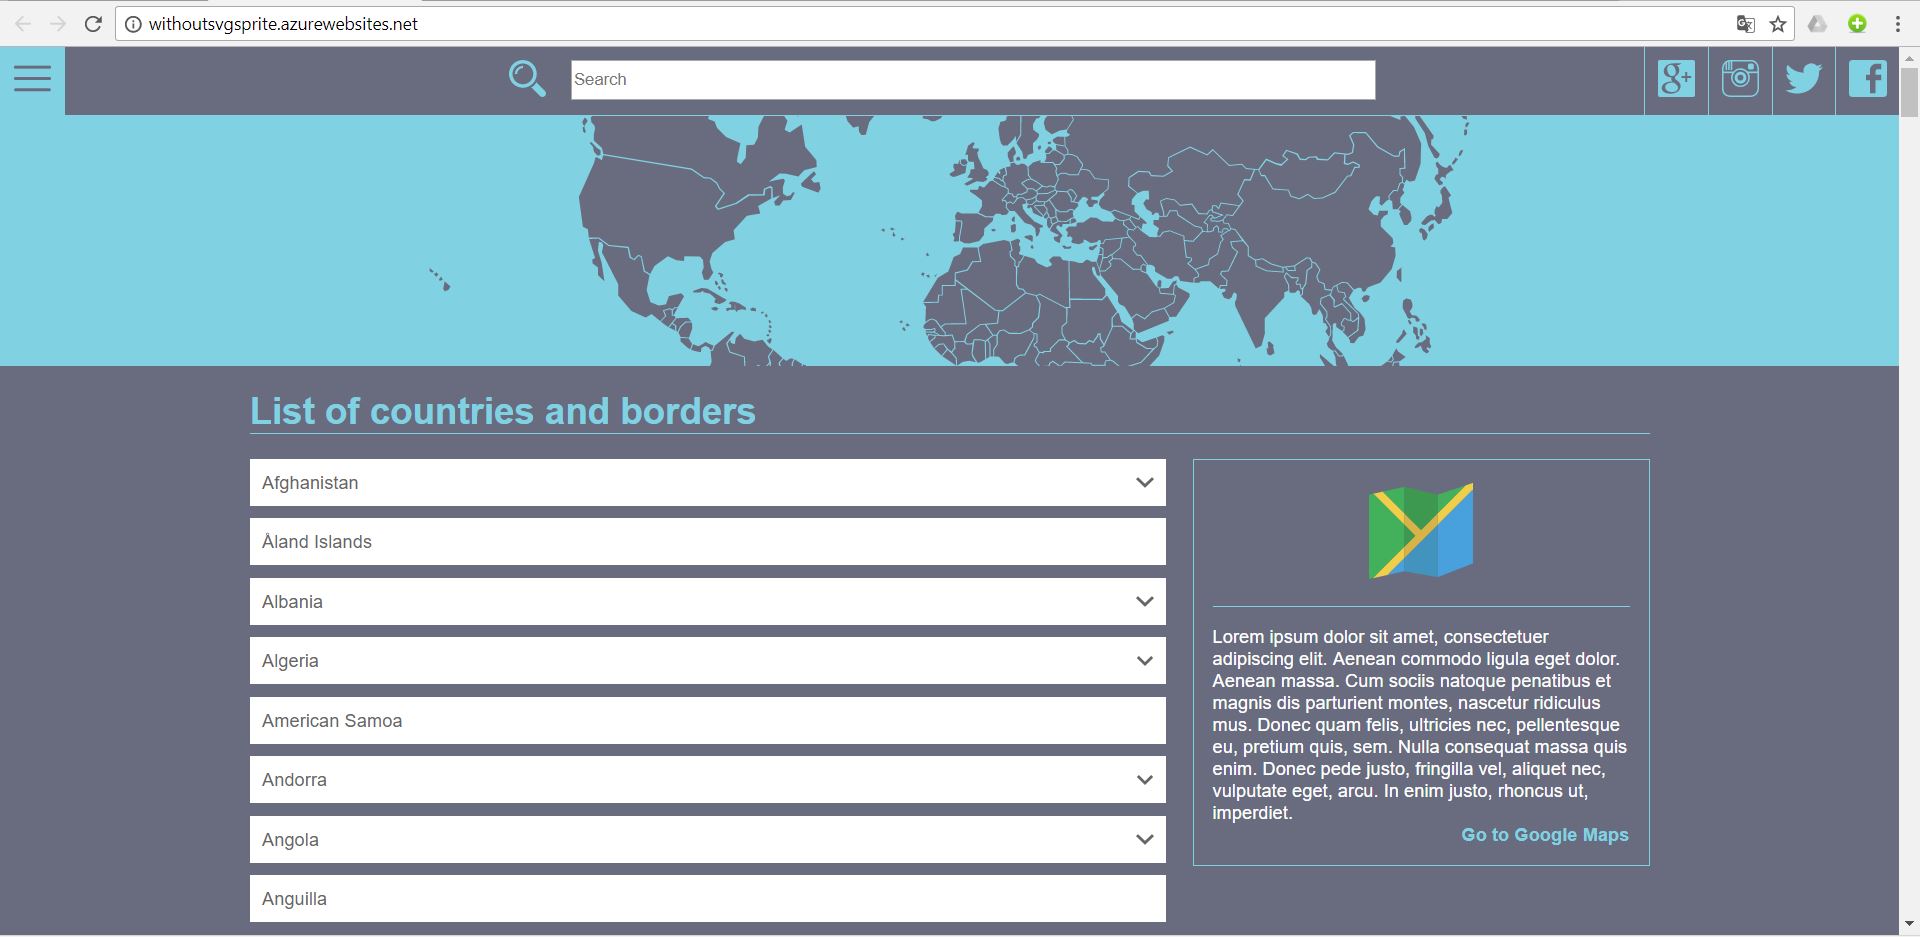 withoutsvgsprite.azurewebsites.net
Search
List of countries and borders
Afghanistan
Åland Islands
Albania
Algeria
American Samoa
Andorra
Angola
Anguilla
Lorem ipsum dolor sit amet, consectetuer
adipiscing elit. Aenean commodo ligula eget dolor.
Aenean massa. Cum sociis natoque penatibus et
magnis dis parturient montes, nascetur ridiculus
mus. Donec quam felis, ultricies nec, pellentesque
eu, pretium quis, sem. Nulla consequat massa quis
enim. Donec pede justo, fringilla vel, aliquet nec,
vulputate eget, arcu. In enim justo, rhoncus ut,
imperdiet.
Go to Google Maps